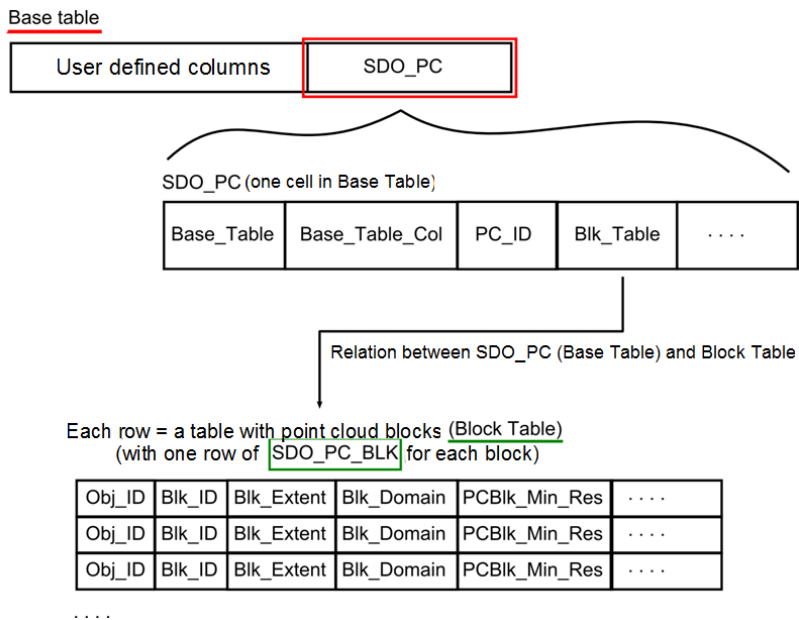 Base table
User defined columns SDO_PC
SDO_PC (one cell in Base Table)
Base_Table Base_Table_Col PC_ID Blk_Table ....
Relation between SDO_PC (Base Table) and Block Table
Each row = a table with point cloud blocks (Block Table)
(with one row of SDO_PC_BLK for each block)
Obj_ID Blk_ID Blk_Extent Blk_Domain PCBlk_Min_Res ....
Obj_ID Blk_ID Blk_Extent Blk_Domain PCBlk_Min_Res ....
Obj_ID Blk_ID Blk_Extent Blk_Domain PCBlk_Min_Res ....
....